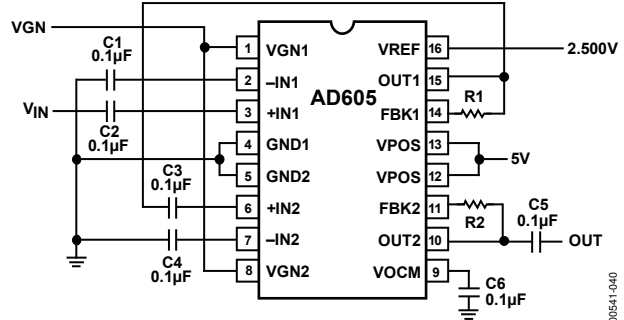 VGN
C1
0.1µF
VIN
C2
0.1µF
C3
0.1µF
C4
0.1µF
AD605
1 VGN1
2 –IN1
3 +IN1
4 GND1
5 GND2
6 +IN2
7 –IN2
8 VGN2
VREF 16
OUT1 15
FBK1 14
VPOS 13
VPOS 12
FBK2 11
OUT2 10
VOCM 9
2.500V
R1
5V
R2
C5
0.1µF
OUT
C6
0.1µF
00541-040